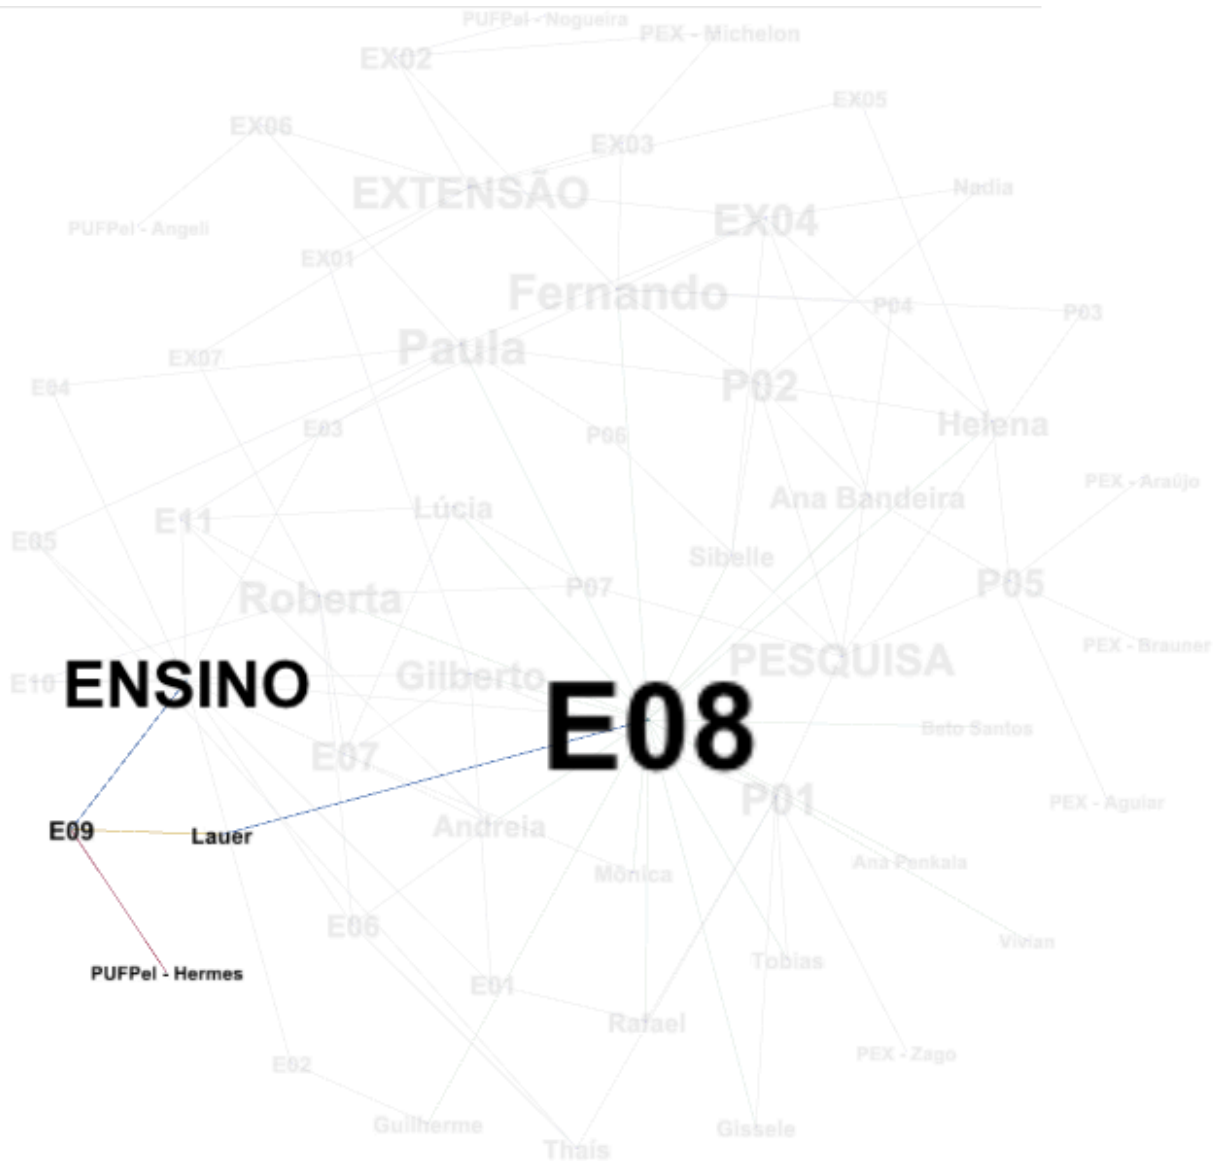 PUFPel - Nogueira
PEX - Michelon
EX02
EX05
EX06
EX03
Nadia
EXTENSÃO
EX04
PUFPel - Angeli
EX01
Fernando
P04
P03
Paula
EX07
E04
P02
Helena
E03
P06
PEX - Araújo
Ana Bandeira
Lúcia
E11
E05
Sibelle
P05
P07
Roberta
PEX - Brauner
PESQUISA
Gilberto
E10
ENSINO
E08
Beto Santos
E07
P01
PEX - Aguiar
Andreia
E09
Lauer
Ana Penkala
Mônica
E06
Vivian
Tobias
PUFPel - Hermes
E01
Rafael
PEX - Zago
E02
Guilherme
Gissele
Thaís